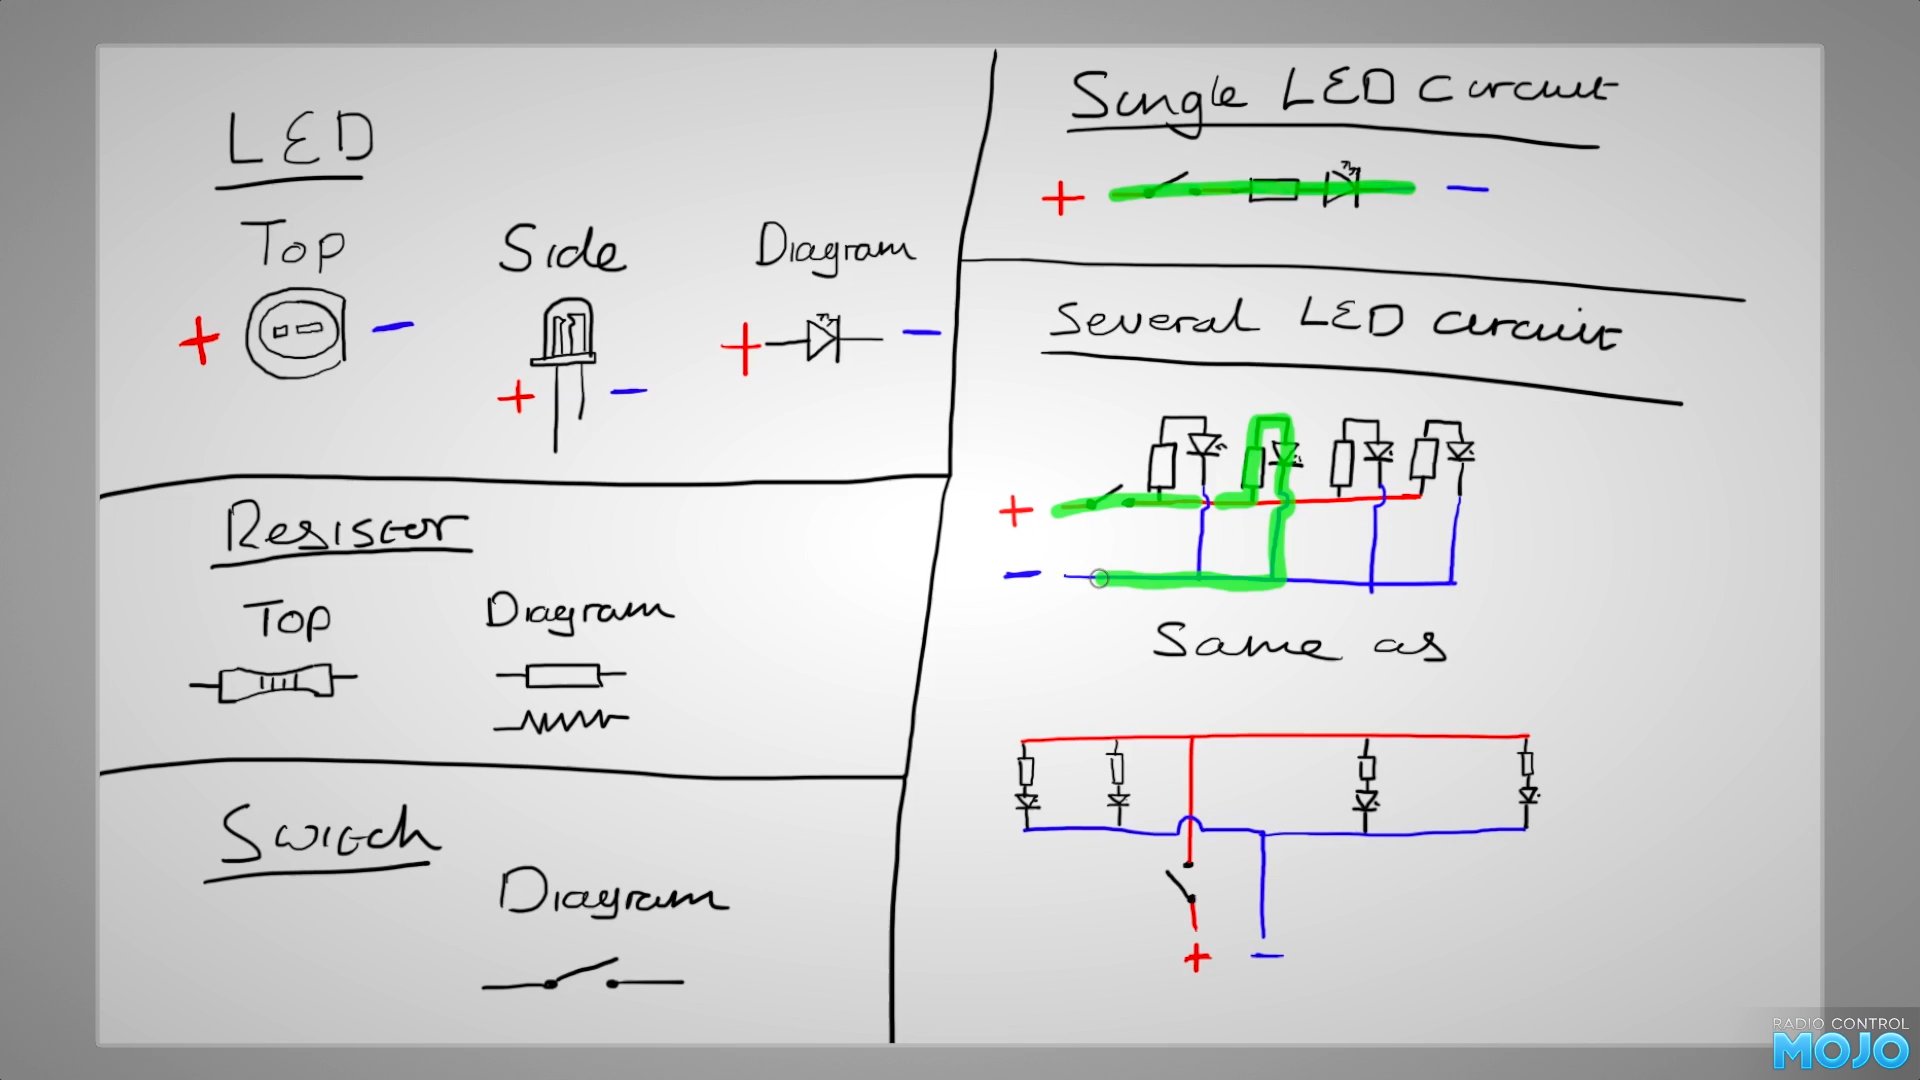 LED
Top
Side
Diagram
+ -
+ -
+ -
Resistor
Top
Diagram
Switch
Diagram
Single LED Circuit
+ -
Several LED circuit
+
-
Same as
+ -
RADIO CONTROL
MOJO